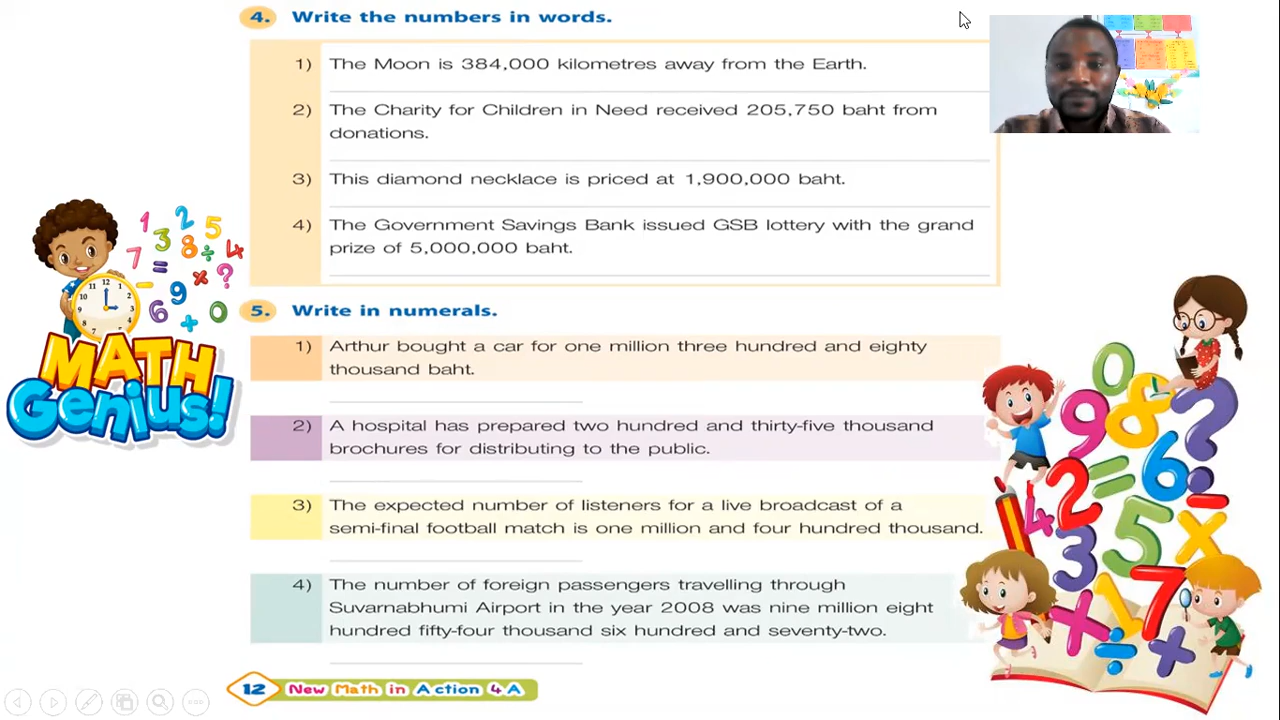 4. Write the numbers in words.
1) The Moon is 384,000 kilometres away from the Earth.
2) The Charity for Children in Need received 205,750 baht from
donations.
3) This diamond necklace is priced at 1,900,000 baht.
4) The Government Savings Bank issued GSB lottery with the grand
prize of 5,000,000 baht.
5. Write in numerals.
1) Arthur bought a car for one million three hundred and eighty
thousand baht.
2) A hospital has prepared two hundred and thirty-five thousand
brochures for distributing to the public.
3) The expected number of listeners for a live broadcast of a
semi-final football match is one million and four hundred thousand.
4) The number of foreign passengers travelling through
Suvarnabhumi Airport in the year 2008 was nine million eight
hundred fifty-four thousand six hundred and seventy-two.
12 New Math in Action 4 A
MATH
Genius!